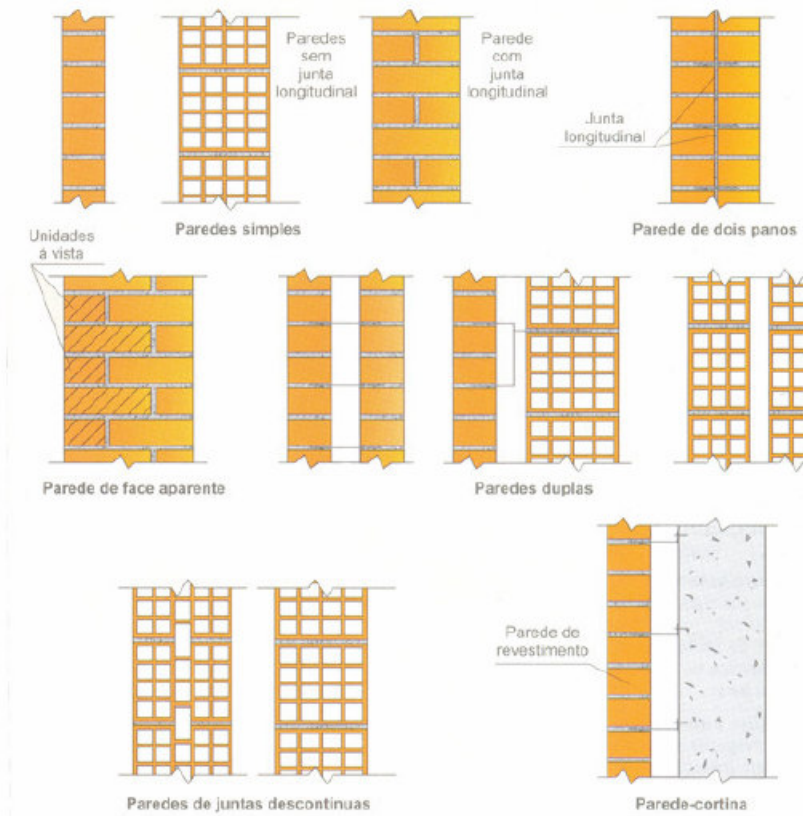 Paredes
sem
junta
longitudinal
Parede
com
junta
longitudinal
Junta
longitudinal
Paredes simples
Parede de dois panos
Unidades
à vista
Parede de face aparente
Paredes duplas
Parede de
revestimento
Paredes de juntas descontinuas
Parede-cortina